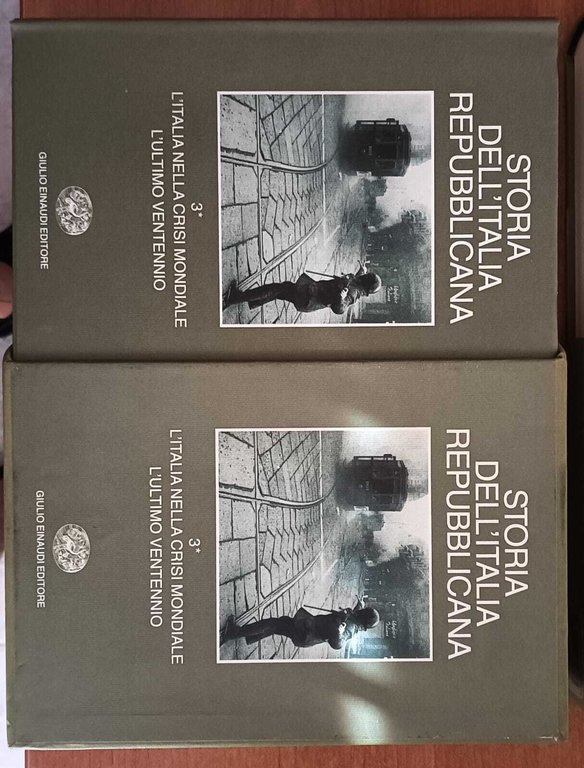 STORIA
DELL'ITALIA
REPUBBLICANA
3*
L'ITALIA NELLA CRISI MONDIALE
L'ULTIMO VENTENNIO
GIULIO EINAUDI EDITORE
STORIA
DELL'ITALIA
REPUBBLICANA
3*
L'ITALIA NELLA CRISI MONDIALE
L'ULTIMO VENTENNIO
GIULIO EINAUDI EDITORE